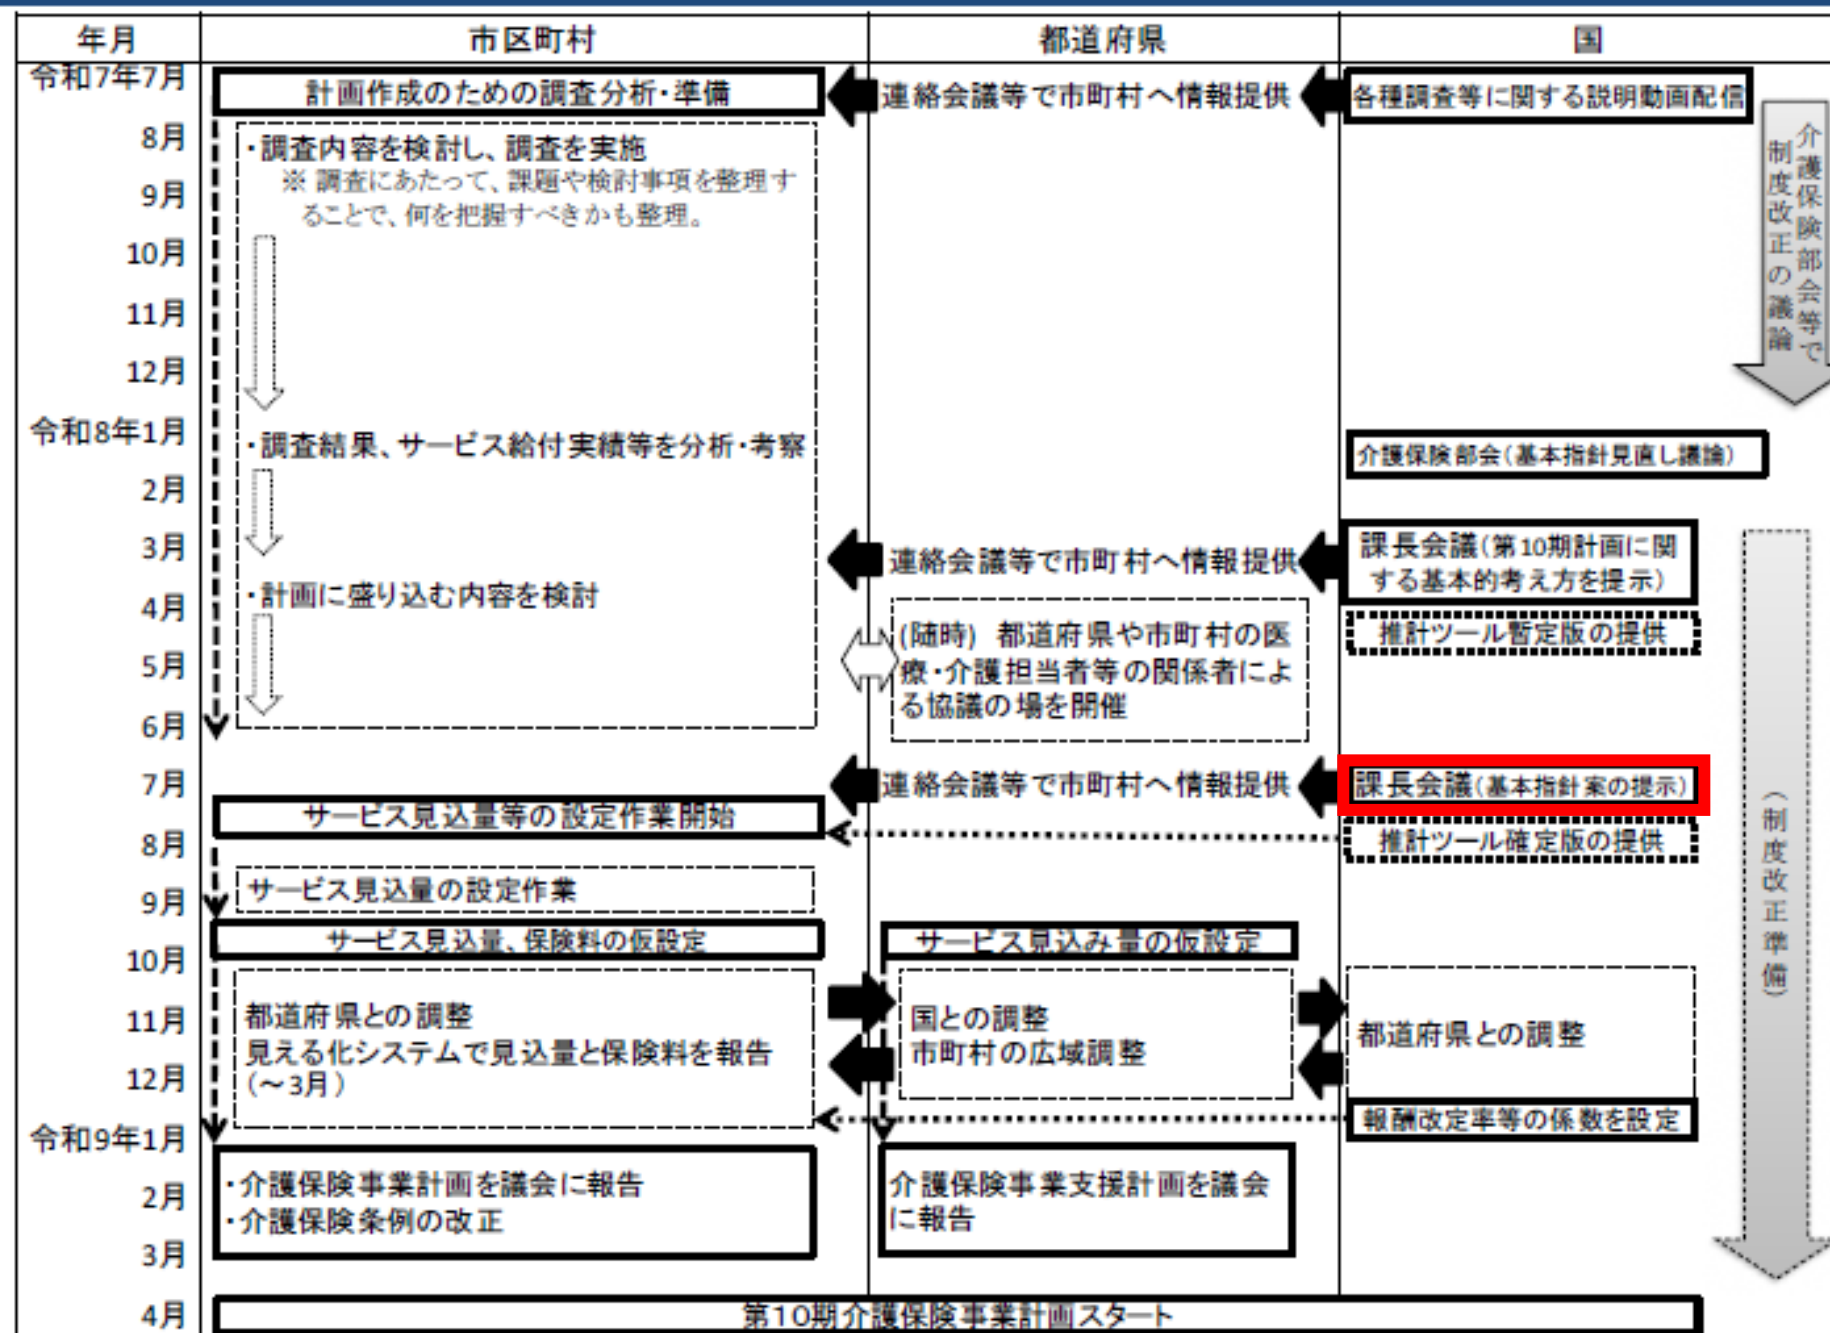 年月
市区町村
都道府県
国
令和7年7月
計画作成のための調査分析・準備
連絡会議等で市町村へ情報提供
各種調査等に関する説明動画配信
8月
・調査内容を検討し、調査を実施
※ 調査にあたって、課題や検討事項を整理す
ることで、何を把握すべきかも整理。
9月
10月
11月
12月
介護保険部会等で
制度改正の議論
令和8年1月
・調査結果、サービス給付実績等を分析・考察
介護保険部会(基本指針見直し議論)
2月
3月
連絡会議等で市町村へ情報提供
課長会議(第10期計画に関
する基本的考え方を提示)
4月
・計画に盛り込む内容を検討
(随時) 都道府県や市町村の医
療・介護担当者等の関係者によ
る協議の場を開催
推計ツール暫定版の提供
5月
6月
7月
連絡会議等で市町村へ情報提供
課長会議(基本指針案の提示)
サービス見込量等の設定作業開始
推計ツール確定版の提供
8月
サービス見込量の設定作業
9月
サービス見込量、保険料の仮設定
サービス見込み量の仮設定
10月
11月
都道府県との調整
見える化システムで見込量と保険料を報告
(～3月)
国との調整
市町村の広域調整
都道府県との調整
12月
報酬改定率等の係数を設定
(制度改正準備)
令和9年1月
・介護保険事業計画を議会に報告
・介護保険条例の改正
介護保険事業支援計画を議会
に報告
2月
3月
4月
第10期介護保険事業計画スタート